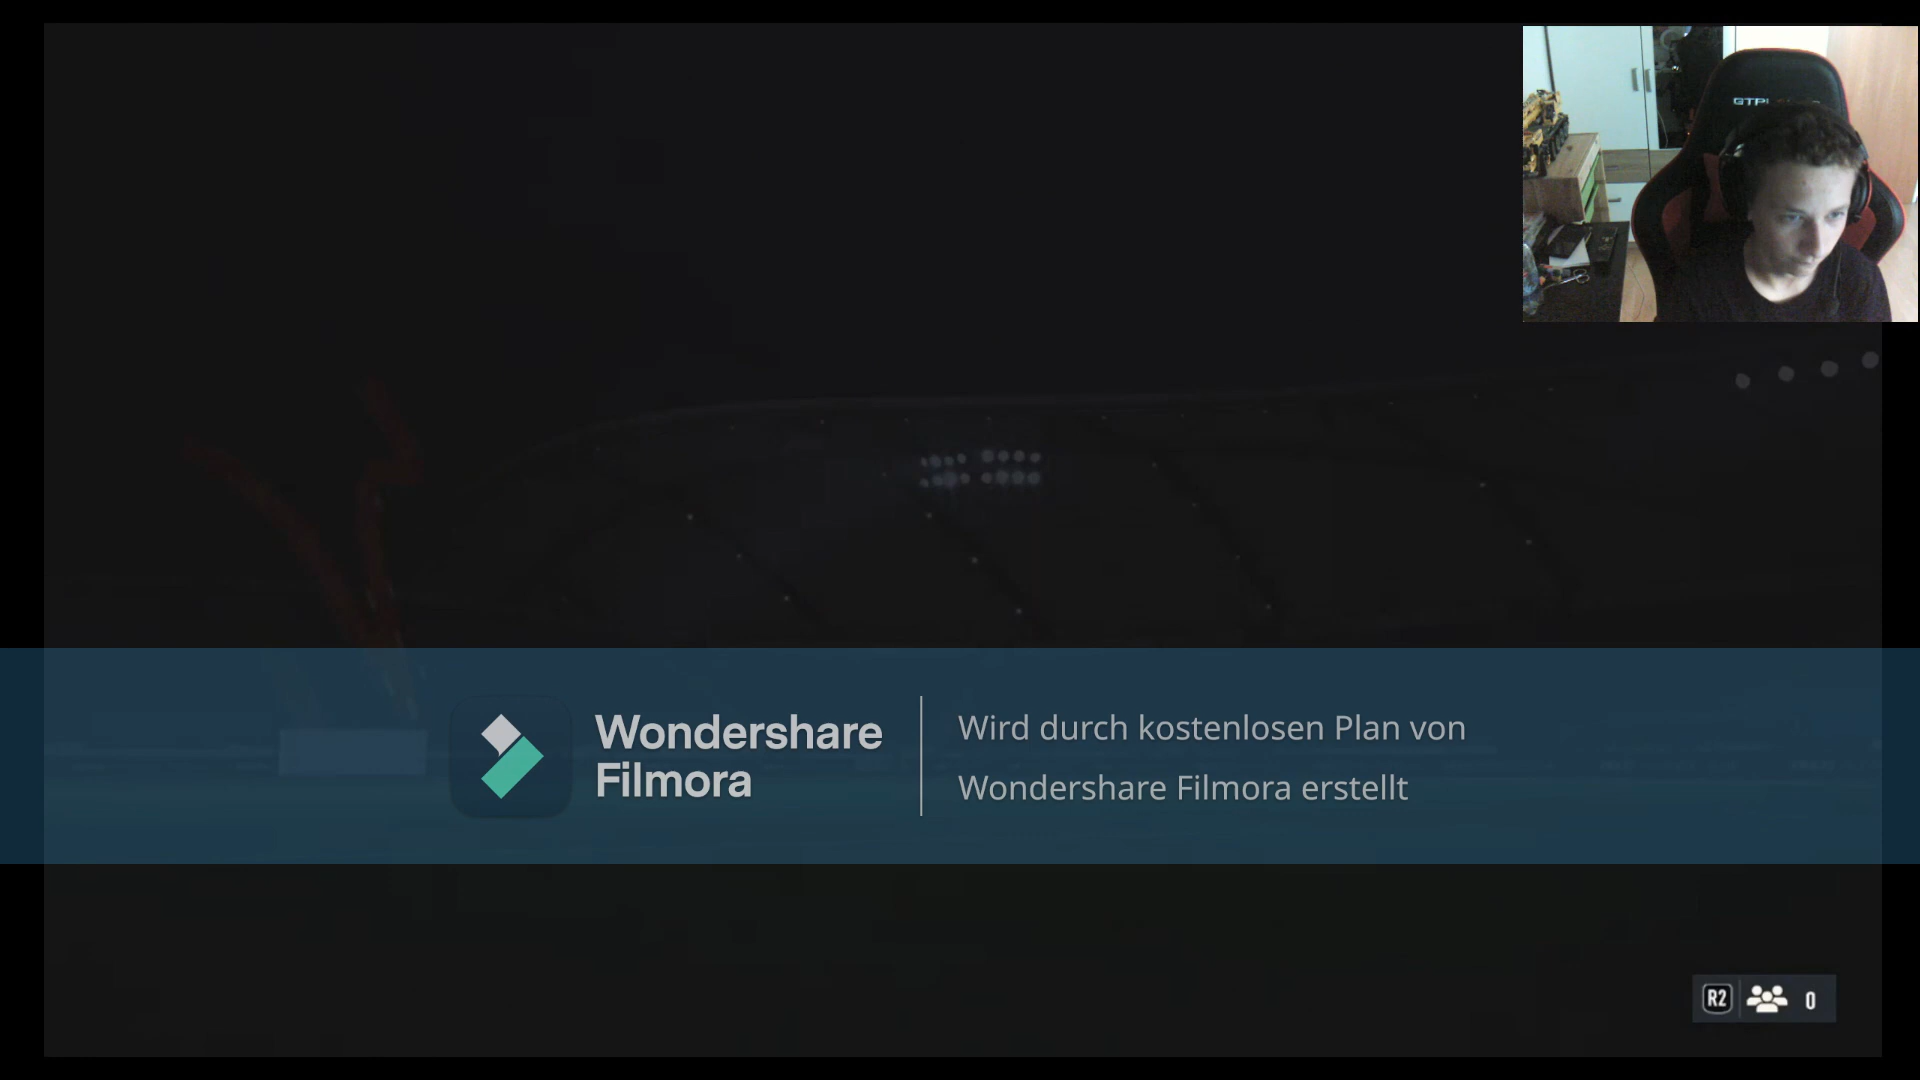 Wondershare
Filmora
Wird durch kostenlosen Plan von
Wondershare Filmora erstellt
R2 0